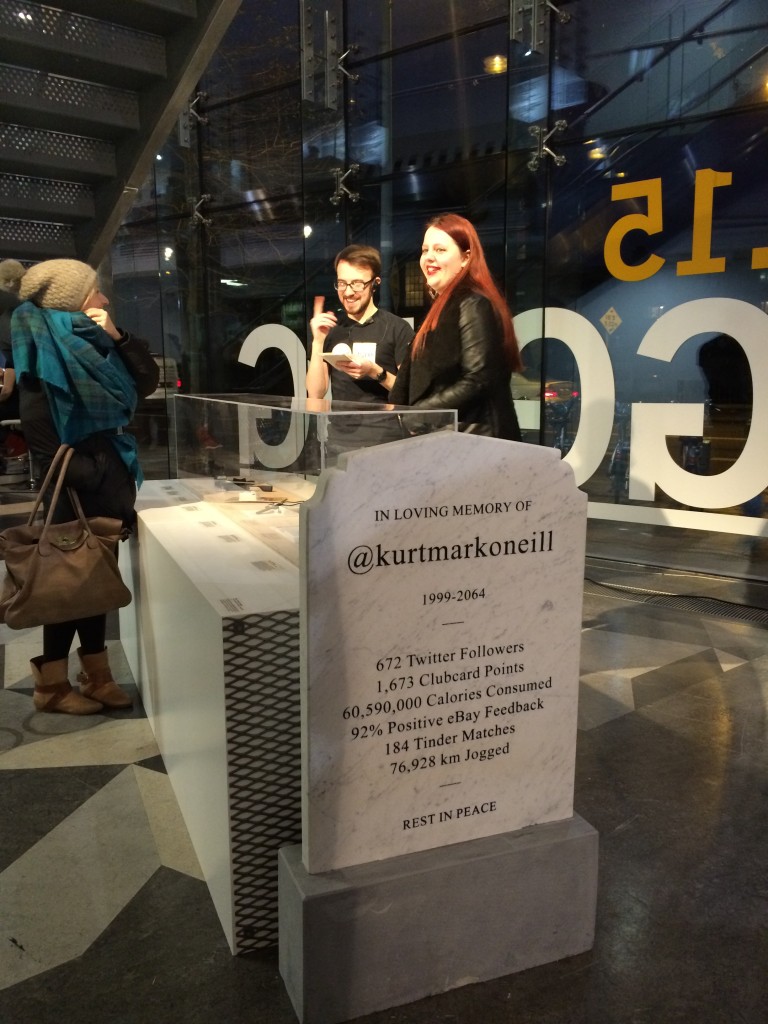 IN LOVING MEMORY OF
@kurtmarkoneill
1999-2064
672 Twitter Followers
1,673 Clubcard Points
60,590,000 Calories Consumed
92% Positive eBay Feedback
184 Tinder Matches
76,928 km Jogged
REST IN PEACE